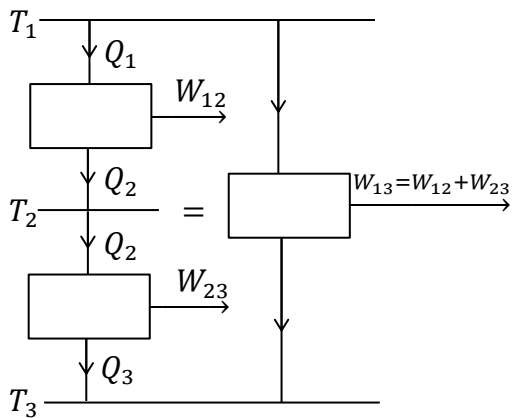 T₁
Q₁
W₁₂
Q₂
W₁₃=W₁₂+W₂₃
T₂
=
Q₂
W₂₃
Q₃
T₃